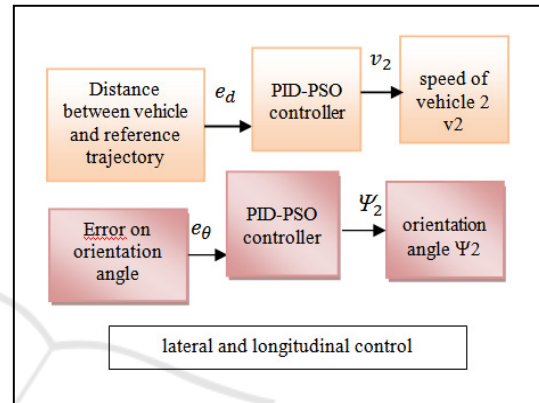 Distance
between vehicle
and reference
trajectory
e_d
PID-PSO
controller
v_2
speed of
vehicle 2
v2
Error on
orientation
angle
e_θ
PID-PSO
controller
Ψ_2
orientation
angle Ψ2
lateral and longitudinal control